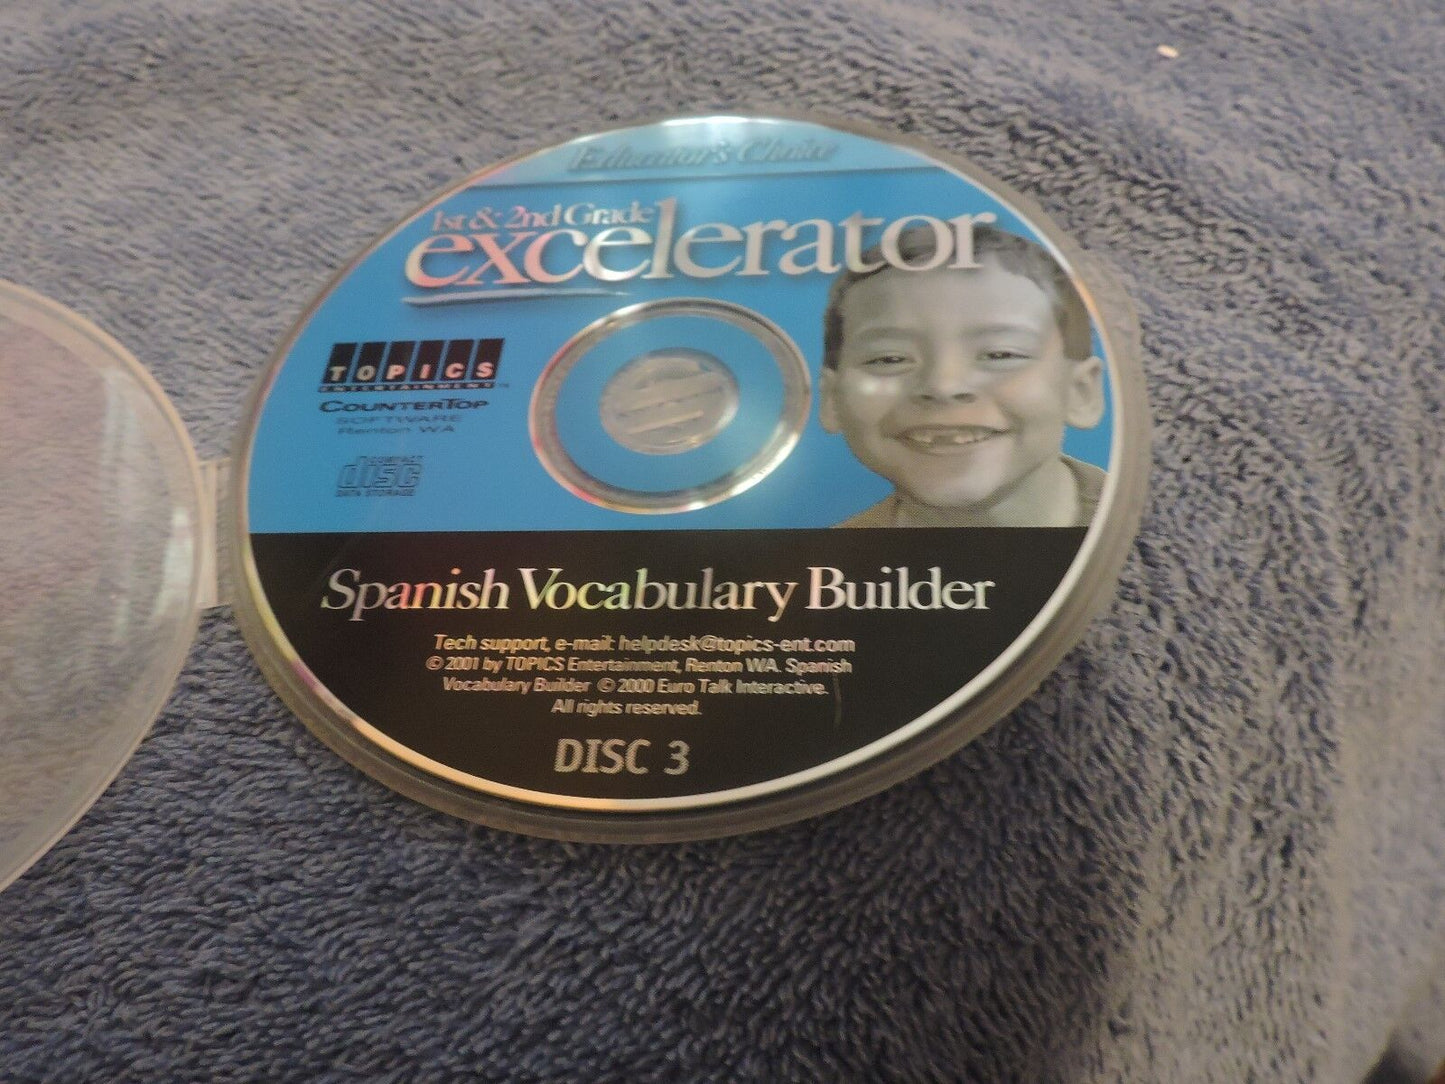 Educator's Choice
1st & 2nd Grade
excelerator
TOPICS
ENTERTAINMENT™
COUNTERTOP
SOFTWARE
Renton WA
COMPACT
disc
DATA STORAGE
Spanish Vocabulary Builder
Tech support, e-mail: helpdesk@topics-ent.com
© 2001 by TOPICS Entertainment, Renton WA. Spanish
Vocabulary Builder © 2000 Euro Talk Interactive.
All rights reserved.
DISC 3